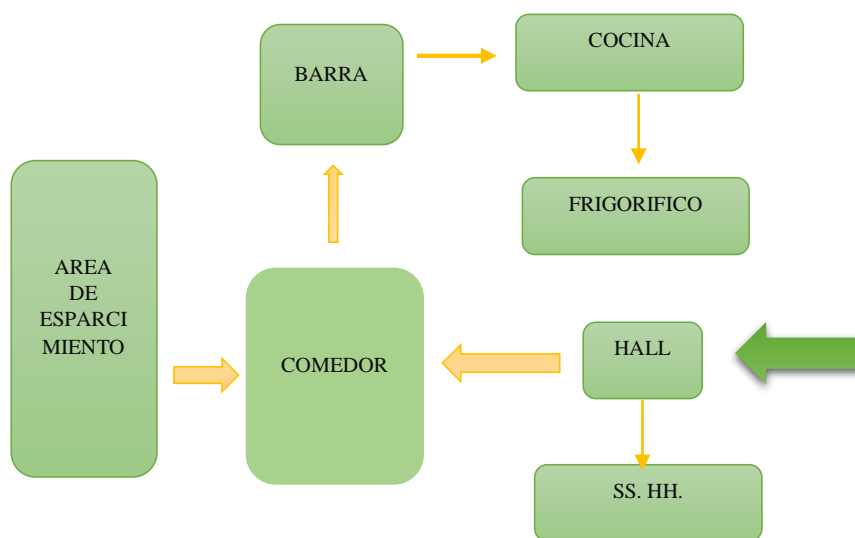 COCINA
BARRA
FRIGORIFICO
AREA
DE
ESPARCI
MIENTO
COMEDOR
HALL
SS. HH.